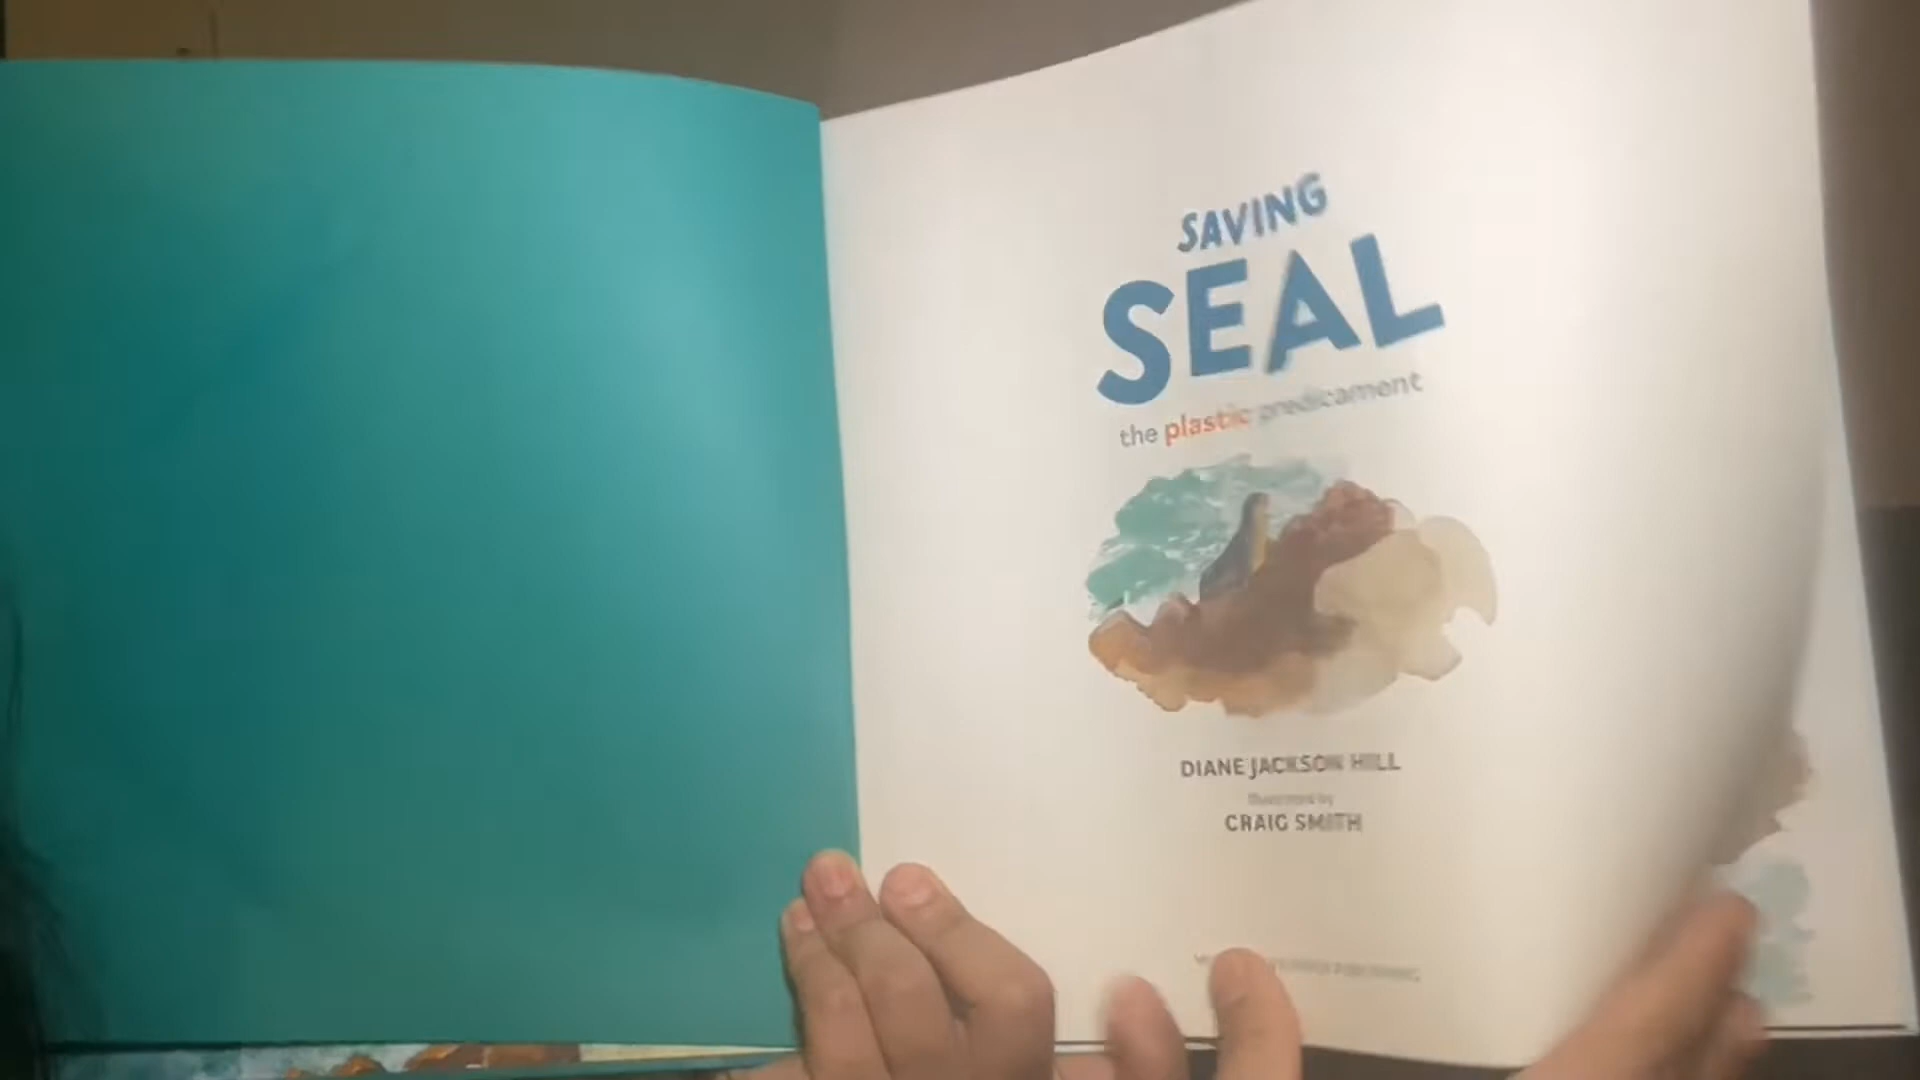 SAVING
SEAL
the plastic predicament
DIANE JACKSON HILL
Illustrated by
CRAIG SMITH